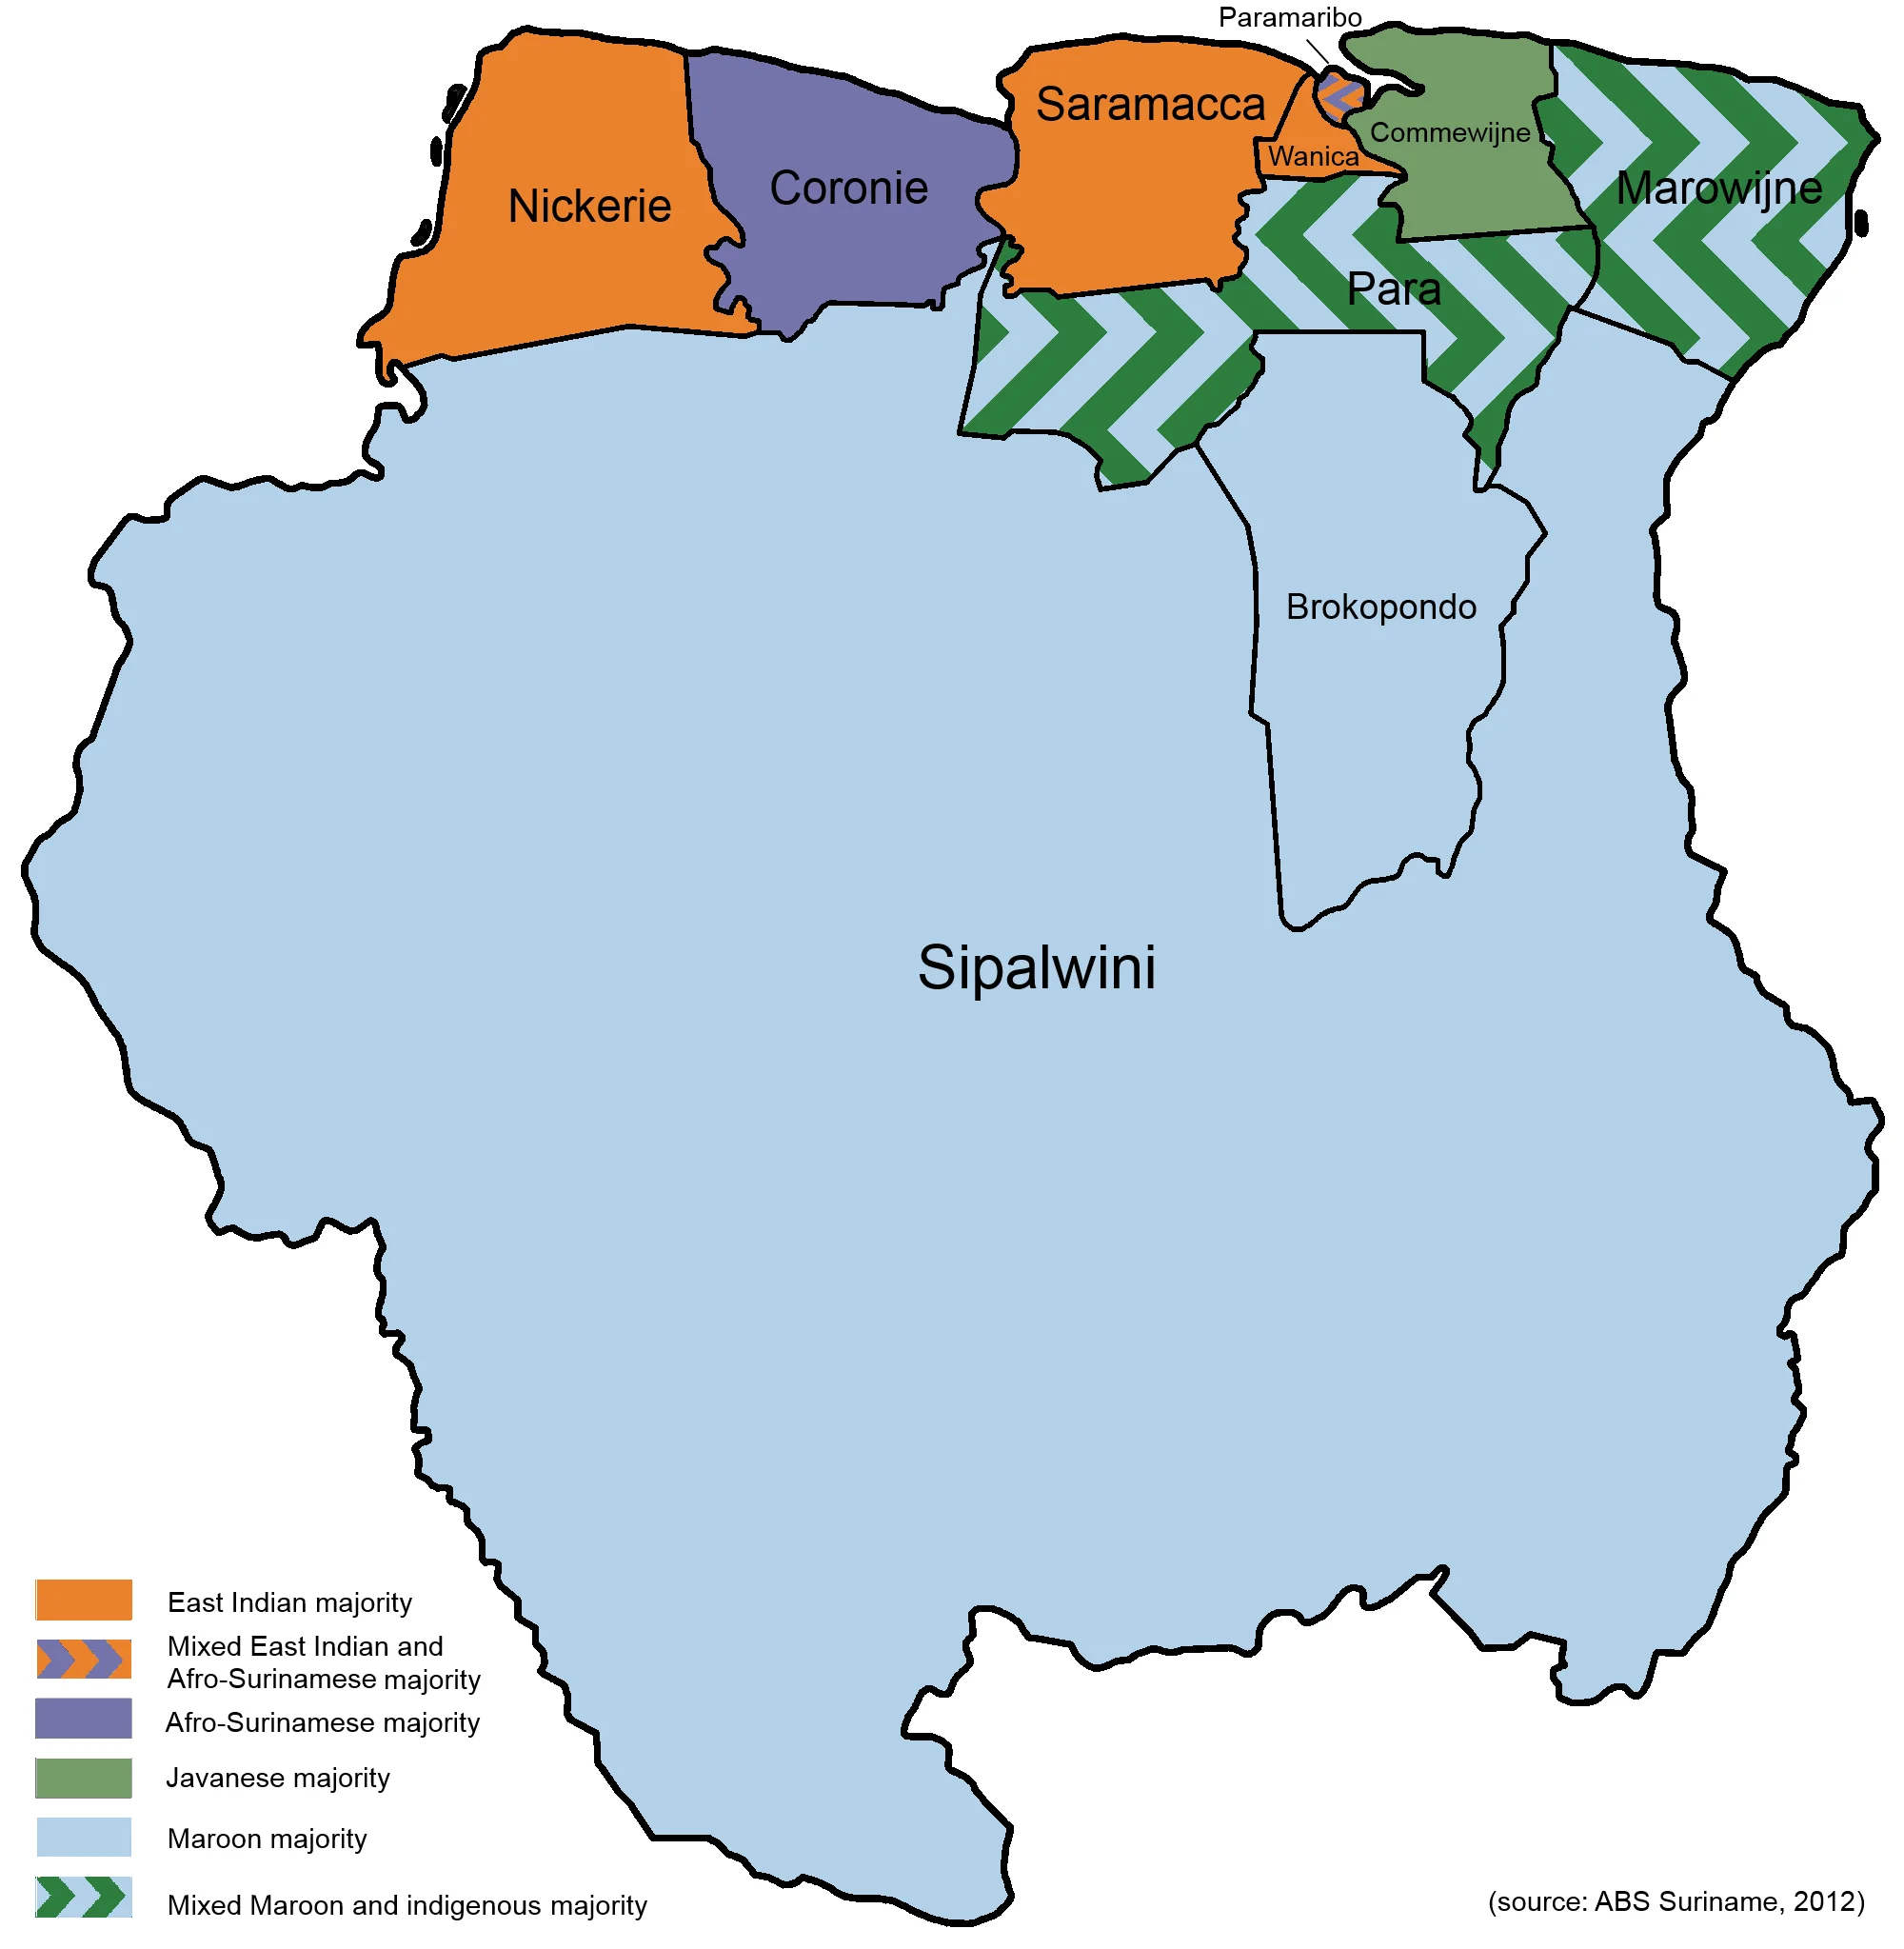 Paramaribo
Saramacca
Commewijne
Wanica
Nickerie
Coronie
Marowijne
Para
Brokopondo
Sipalwini
East Indian majority
Mixed East Indian and
Afro-Surinamese majority
Afro-Surinamese majority
Javanese majority
Maroon majority
Mixed Maroon and indigenous majority
(source: ABS Suriname, 2012)